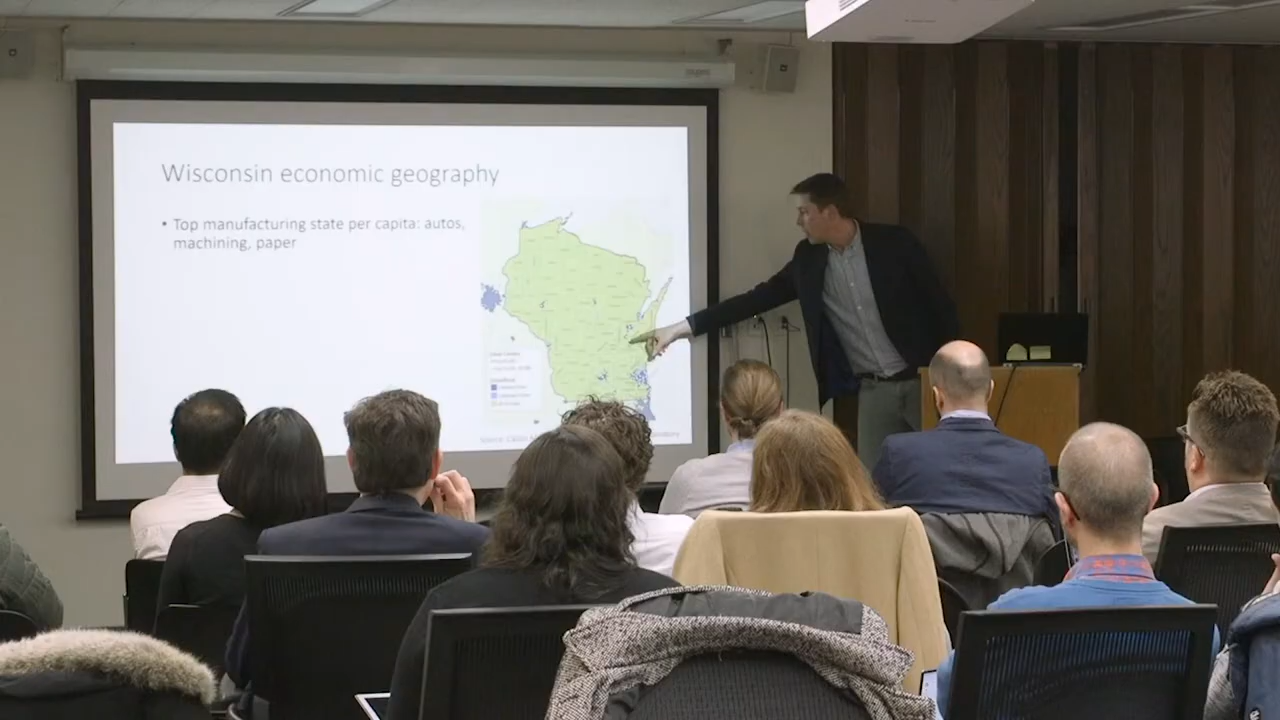 Wisconsin economic geography
• Top manufacturing state per capita: autos,
machining, paper